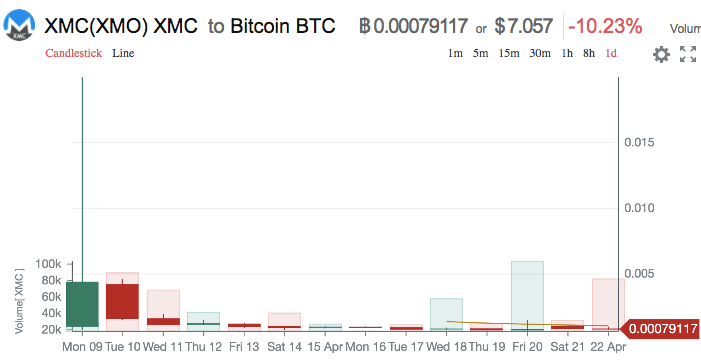 XMC
XMC(XMO) XMC to Bitcoin BTC ฿0.00079117 or $7.057 -10.23% Volum
Candlestick Line 1m 5m 15m 30m 1h 8h 1d
0.015
0.010
0.005
0.00079117
Volume[ XMC ]
100k
80k
60k
40k
20k
Mon 09 Tue 10 Wed 11 Thu 12 Fri 13 Sat 14 15 Apr Mon 16 Tue 17 Wed 18 Thu 19 Fri 20 Sat 21 22 Apr